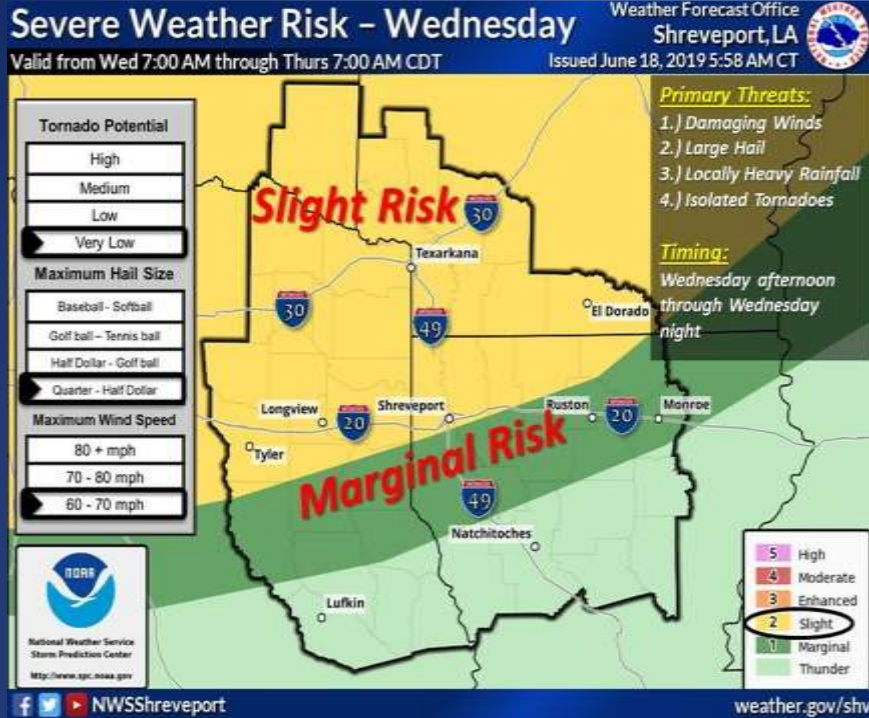 Severe Weather Risk – Wednesday
Valid from Wed 7:00 AM through Thurs 7:00 AM CDT
Weather Forecast Office
Shreveport, LA
Issued June 18, 2019 5:58 AM CT
Tornado Potential
High
Medium
Low
Very Low
Maximum Hail Size
Baseball - Softball
Golf ball – Tennis ball
Half Dollar - Golf ball
Quarter - Half Dollar
Maximum Wind Speed
80 + mph
70 - 80 mph
60 - 70 mph
Primary Threats:
1.) Damaging Winds
2.) Large Hail
3.) Locally Heavy Rainfall
4.) Isolated Tornadoes
Timing:
Wednesday afternoon
through Wednesday
night
Slight Risk
30
Texarkana
30
49
El Dorado
Longview
20
Shreveport
Ruston
20
Monroe
Tyler
Marginal Risk
49
Natchitoches
Lufkin
NOAA
National Weather Service
Storm Prediction Center
http://www.spc.noaa.gov
5 High
4 Moderate
3 Enhanced
2 Slight
1 Marginal
Thunder
NWSShreveport
weather.gov/shv